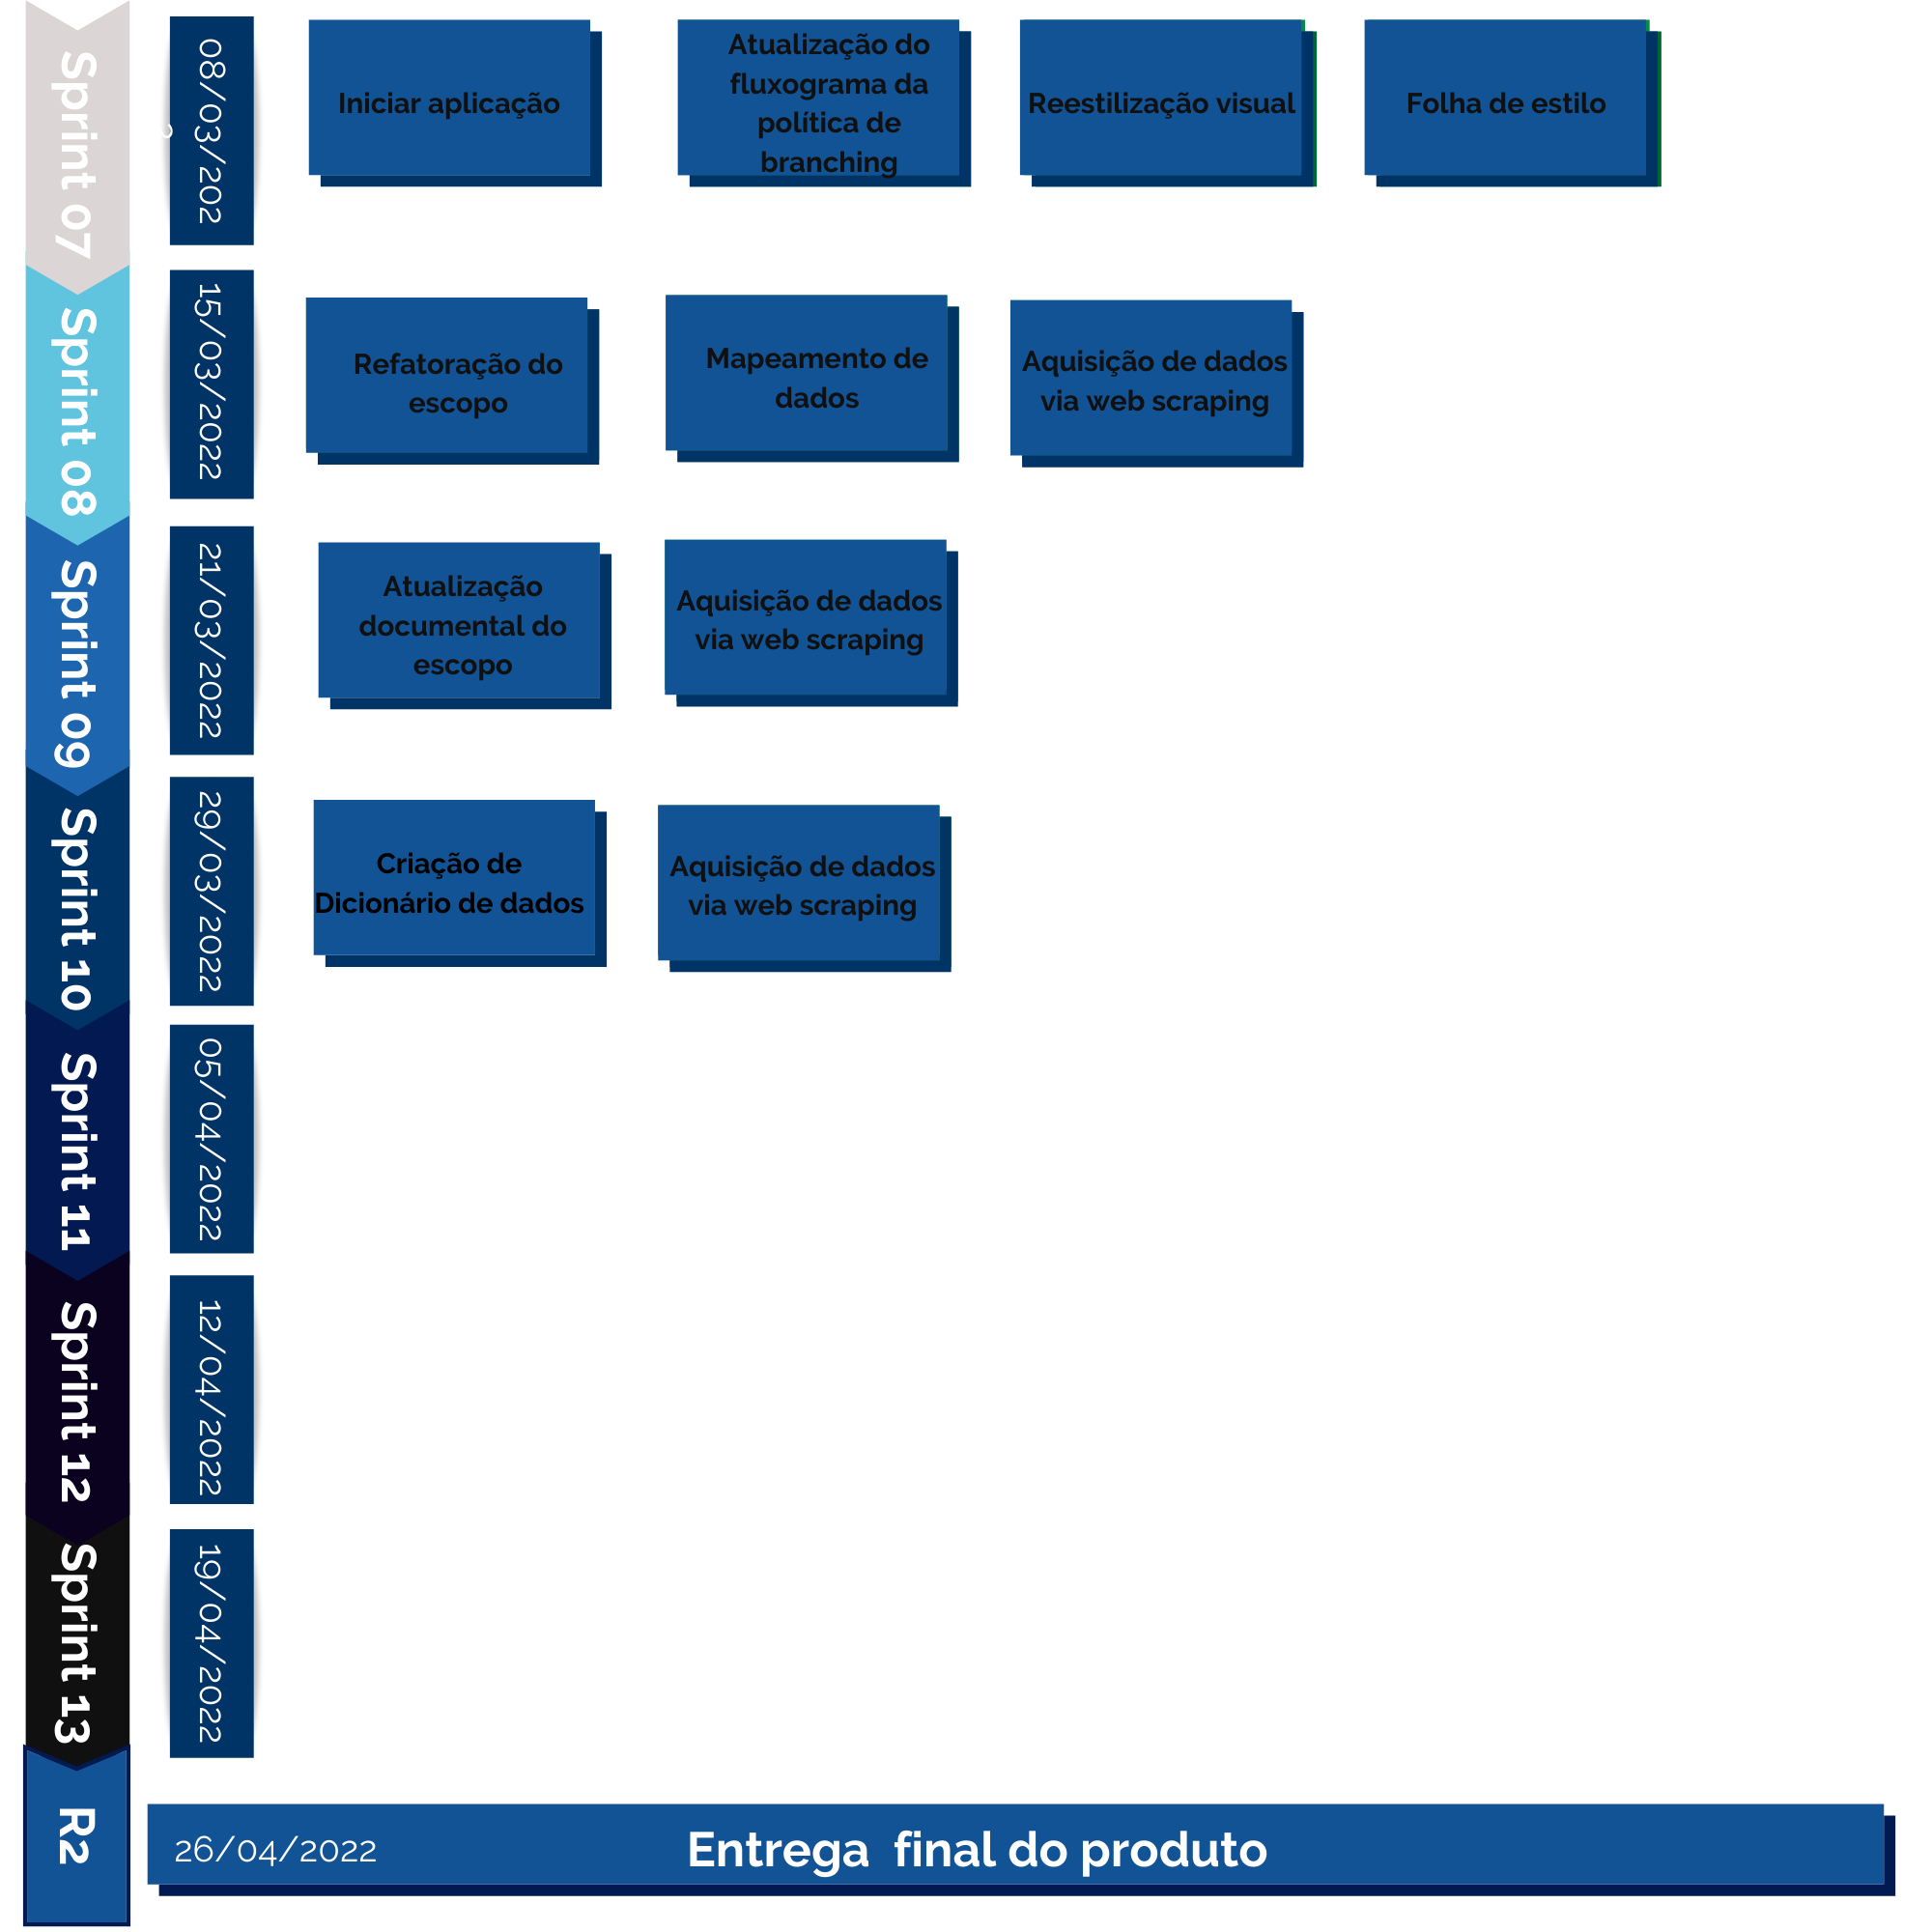 Sprint 07
08/03/202
2
Iniciar aplicação
Atualização do
fluxograma da
política de
branching
Reestilização visual
Folha de estilo
Sprint 08
15/03/2022
Refatoração do
escopo
Mapeamento de
dados
Aquisição de dados
via web scraping
Sprint 09
21/03/2022
Atualização
documental do
escopo
Aquisição de dados
via web scraping
Sprint 10
29/03/2022
Criação de
Dicionário de dados
Aquisição de dados
via web scraping
Sprint 11
05/04/2022
Sprint 12
12/04/2022
Sprint 13
19/04/2022
R2
26/04/2022
Entrega final do produto